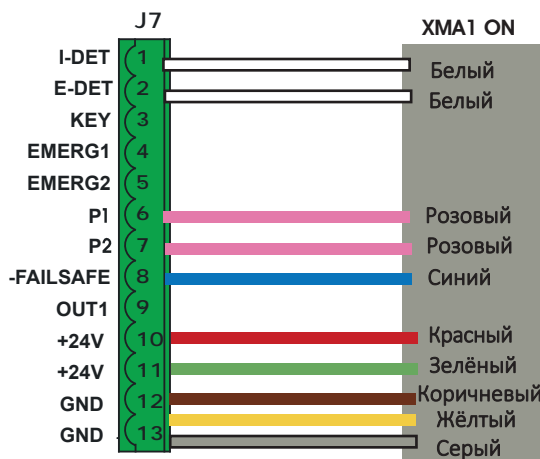 J7
XMA1 ON
I-DET 1 Белый
E-DET 2 Белый
KEY 3
EMERG1 4
EMERG2 5
P1 6 Розовый
P2 7 Розовый
-FAILSAFE 8 Синий
OUT1 9
+24V 10 Красный
+24V 11 Зелёный
GND 12 Коричневый
Жёлтый
GND 13 Серый